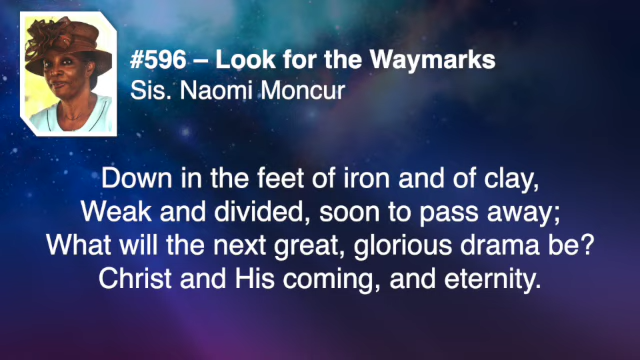 #596 – Look for the Waymarks
Sis. Naomi Moncur
Down in the feet of iron and of clay,
Weak and divided, soon to pass away;
What will the next great, glorious drama be?
Christ and His coming, and eternity.